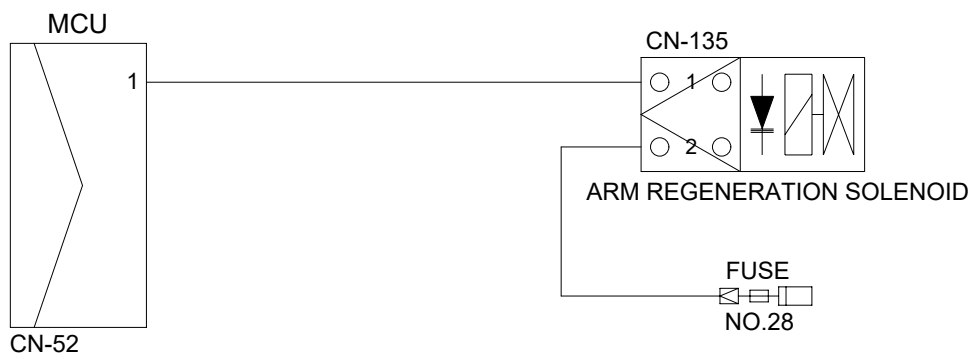 MCU
CN-135
1
1
2
ARM REGENERATION SOLENOID
FUSE
NO.28
CN-52